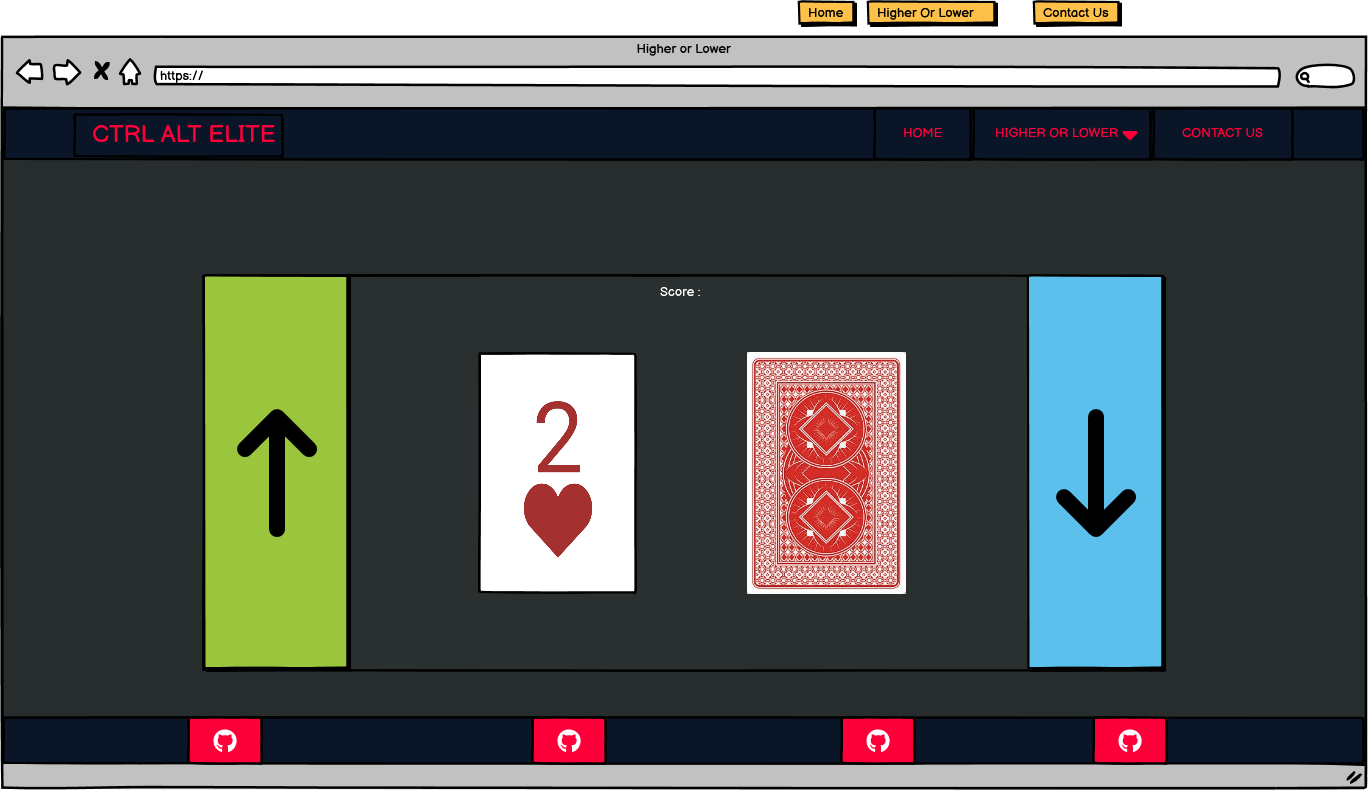 Home
Higher Or Lower
Contact Us
Higher or Lower
https://
CTRL ALT ELITE
HOME
HIGHER OR LOWER
CONTACT US
Score :
2